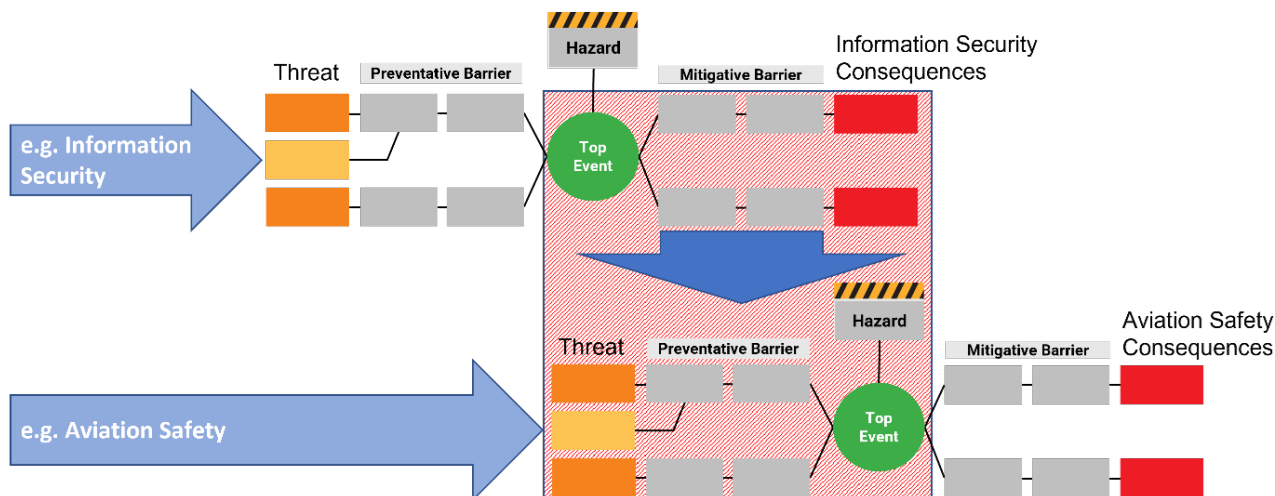 Hazard
Information Security
Consequences
Threat
Preventative Barrier
Mitigative Barrier
e.g. Information
Security
Top
Event
Hazard
Aviation Safety
Consequences
Threat
Preventative Barrier
Mitigative Barrier
e.g. Aviation Safety
Top
Event